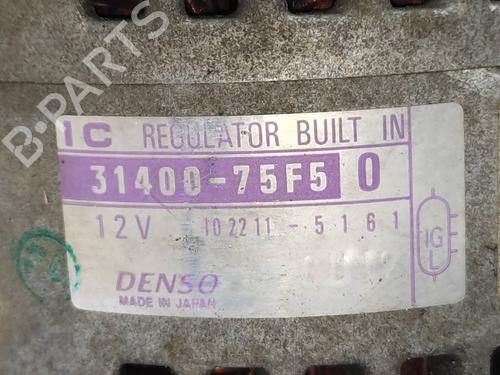 B-PARTS
IC REGULATOR BUILT IN
31400-75F5 0
12V 102211-5161
IG
L
DENSO
MADE IN JAPAN